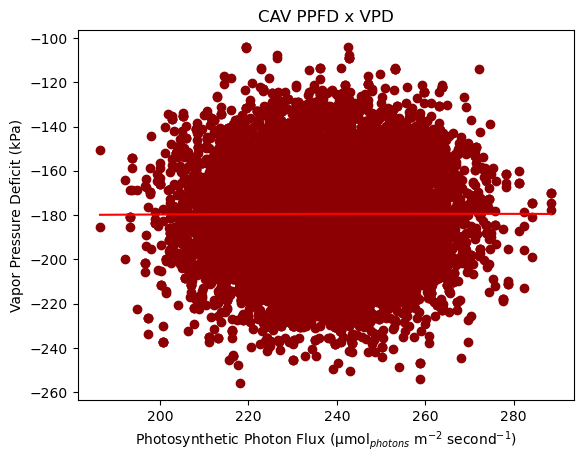 CAV PPFD x VPD
Vapor Pressure Deficit (kPa)
−100
−120
−140
−160
−180
−200
−220
−240
−260
200 220 240 260 280
Photosynthetic Photon Flux (μmol$_{photons}$ m$^{−2}$ second$^{−1}$)